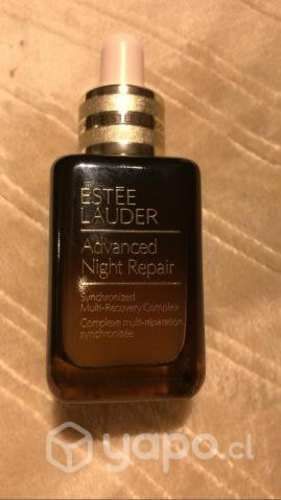 ESTĒE
LAUDER
Advanced
Night Repair
Synchronized
Multi-Recovery Complex
Complexe multi-réparation
synchronisée
yapo.cl